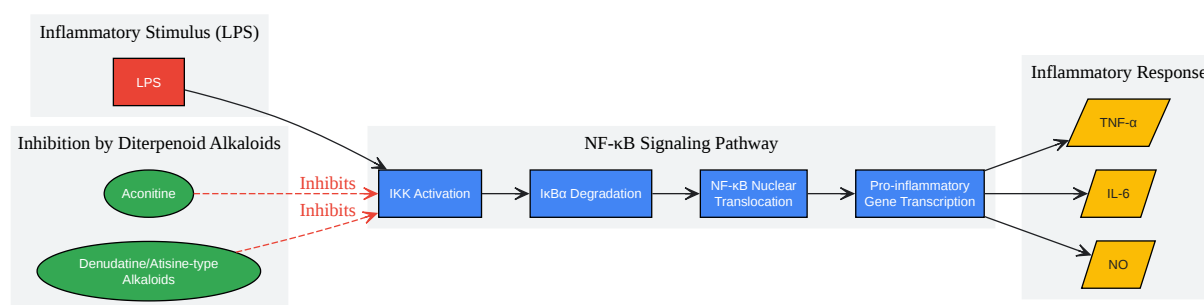 Inflammatory Stimulus (LPS)
LPS
Inhibition by Diterpenoid Alkaloids
Aconitine
Denudatine/Atisine-type
Alkaloids
Inhibits
Inhibits
NF-κB Signaling Pathway
IKK Activation
IκBα Degradation
NF-κB Nuclear
Translocation
Pro-inflammatory
Gene Transcription
Inflammatory Response
TNF-α
IL-6
NO